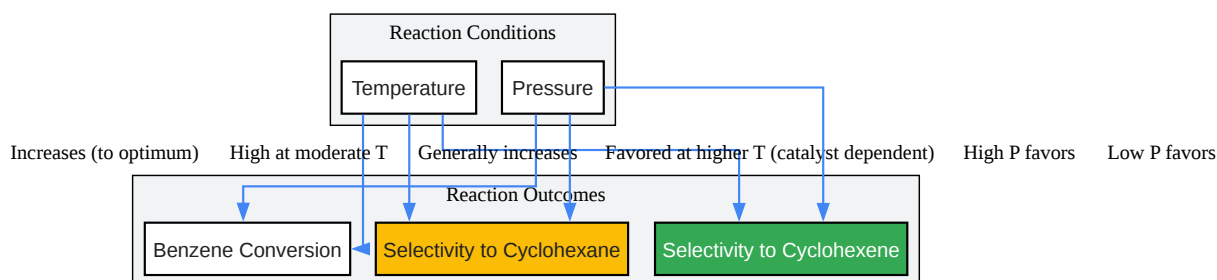 Reaction Conditions
Temperature
Pressure
Increases (to optimum)
High at moderate T
Generally increases
Favored at higher T (catalyst dependent)
High P favors
Low P favors
Reaction Outcomes
Benzene Conversion
Selectivity to Cyclohexane
Selectivity to Cyclohexene